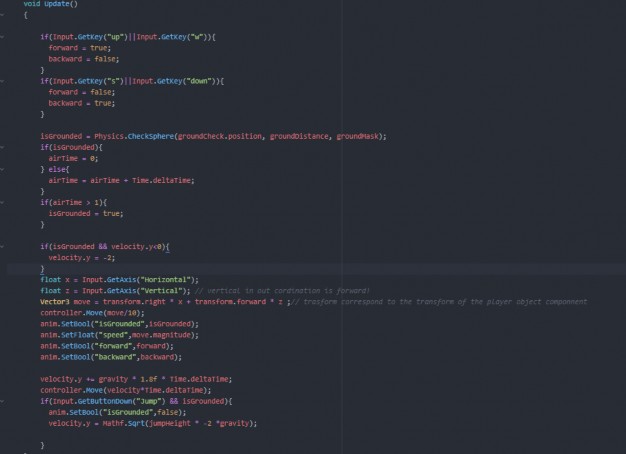 void Update()
{
if(Input.GetKey("up")||Input.GetKey("w")){
forward = true;
backward = false;
}
if(Input.GetKey("s")||Input.GetKey("down")){
forward = false;
backward = true;
}
isGrounded = Physics.CheckSphere(groundCheck.position, groundDistance, groundMask);
if(isGrounded){
airTime = 0;
} else{
airTime = airTime + Time.deltaTime;
}
if(airTime > 1){
isGrounded = true;
}
if(isGrounded && velocity.y<0){
velocity.y = -2;
}
float x = Input.GetAxis("Horizontal");
float z = Input.GetAxis("Vertical"); // vertical in out cordination is forward!
Vector3 move = transform.right * x + transform.forward * z ;// trasform correspond to the transform of the player object componnent
controller.Move(move/10);
anim.SetBool("isGrounded",isGrounded);
anim.SetFloat("speed",move.magnitude);
anim.SetBool("forward",forward);
anim.SetBool("backward",backward);
velocity.y += gravity * 1.8f * Time.deltaTime;
controller.Move(velocity*Time.deltaTime);
if(Input.GetButtonDown("Jump") && isGrounded){
anim.SetBool("isGrounded",false);
velocity.y = Mathf.Sqrt(jumpHeight * -2 *gravity);
}